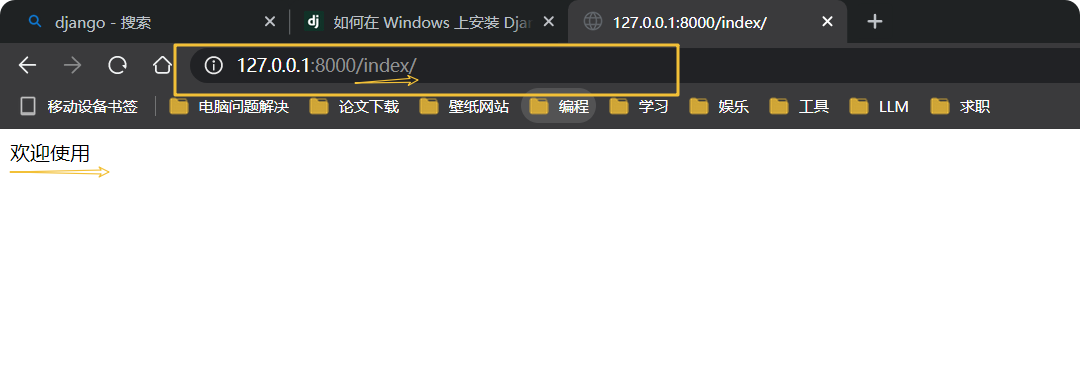 django - 搜索
dj 如何在 Windows 上安装 Djan
127.0.0.1:8000/index/
127.0.0.1:8000/index/
移动设备书签 电脑问题解决 论文下载 壁纸网站 编程 学习 娱乐 工具 LLM 求职
欢迎使用